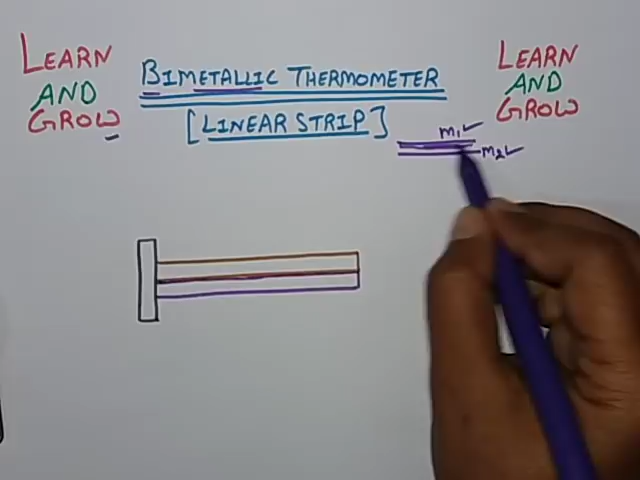 LEARN
AND
GROW
BIMETALLIC THERMOMETER
[LINEAR STRIP]
LEARN
AND
GROW
m1 ✓
m2 ✓